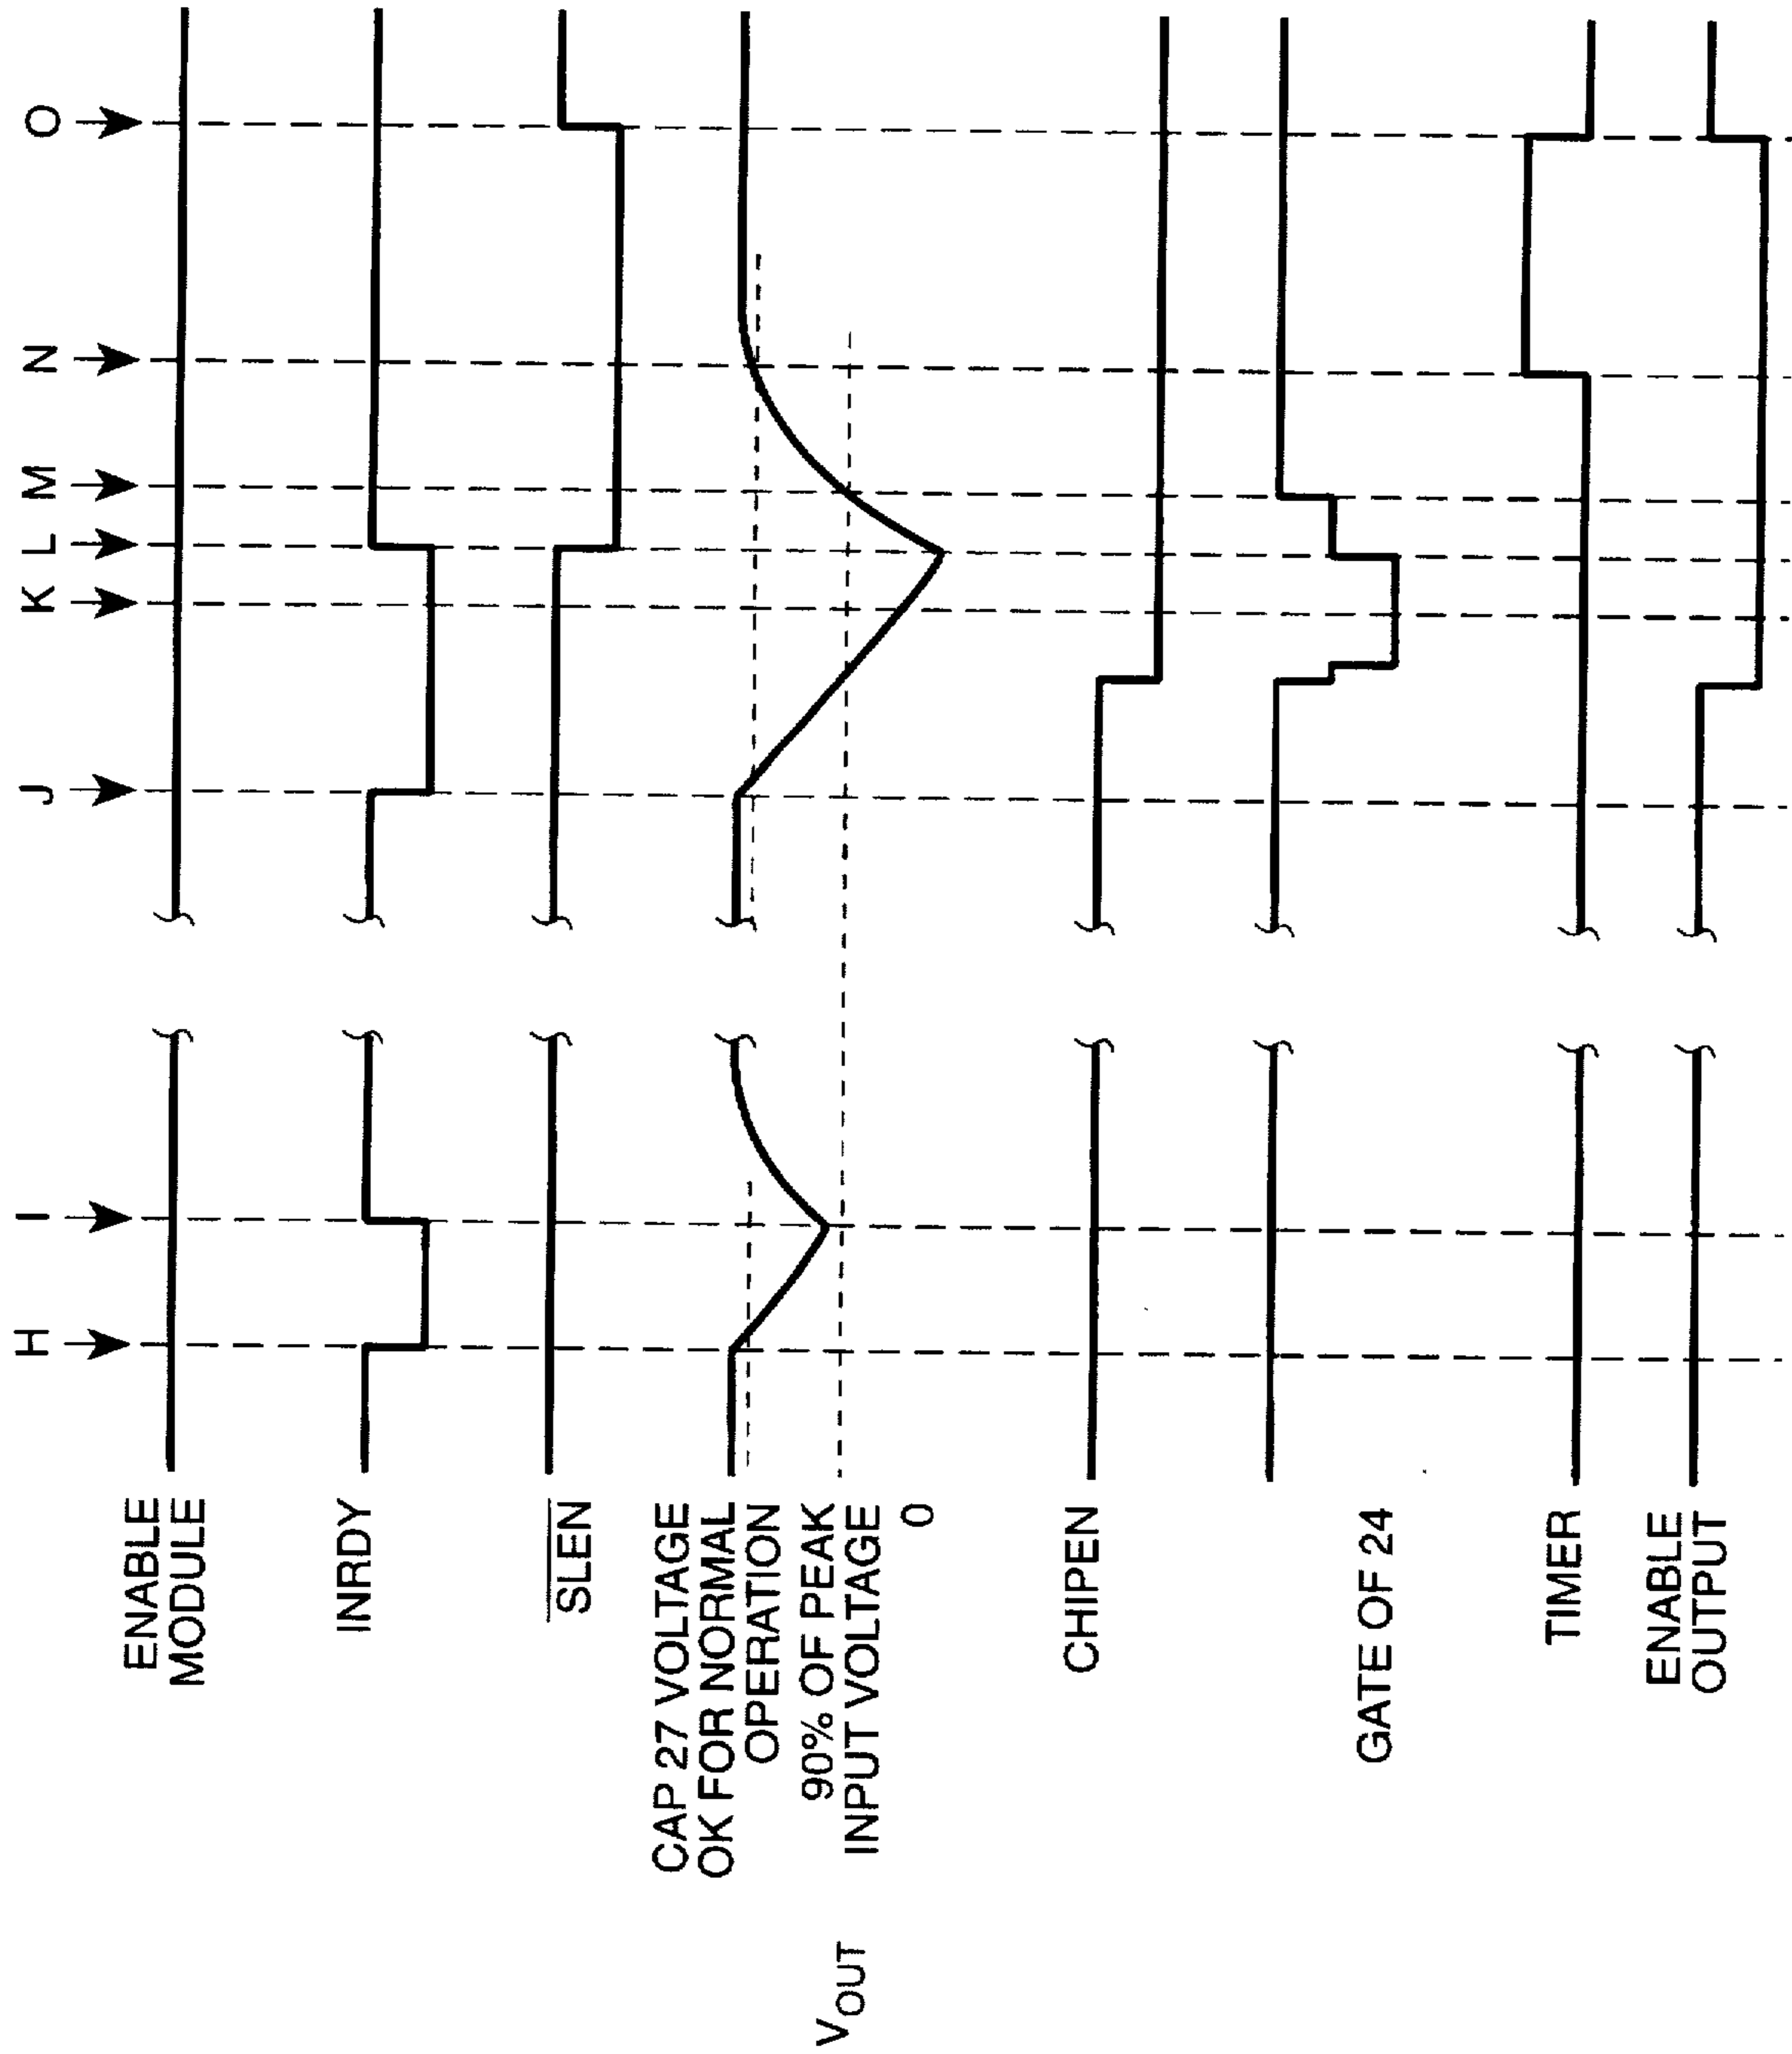 H I J K L M N O
ENABLE
MODULE
INRDY
SLEN
CAP 27 VOLTAGE
OK FOR NORMAL
OPERATION
90% OF PEAK
INPUT VOLTAGE
0
VOUT
CHIPEN
GATE OF 24
TIMER
ENABLE
OUTPUT